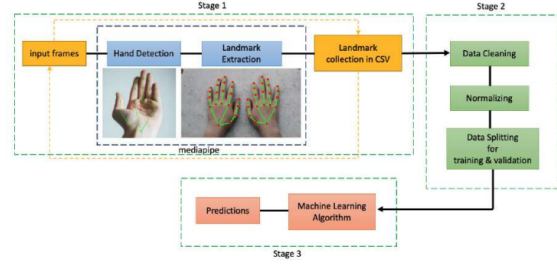 Stage 1
Stage 2
input frames
Hand Detection
Landmark
Extraction
Landmark
collection in CSV
Data Cleaning
mediapipe
Normalizing
Data Splitting
for
training & validation
Predictions
Machine Learning
Algorithm
Stage 3